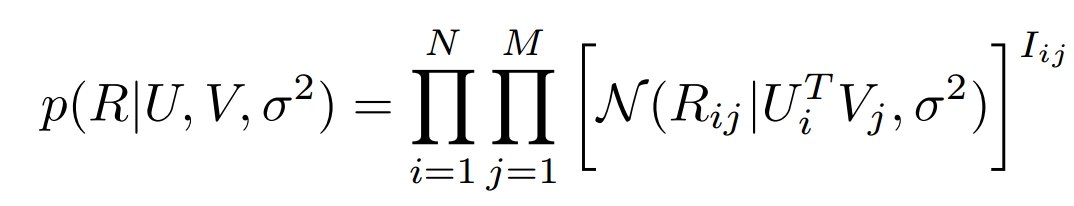 p(R|U, V, σ²) = ∏_{i=1}^{N} ∏_{j=1}^{M} [𝒩(R_{ij}|U_i^T V_j, σ²)]^{I_{ij}}